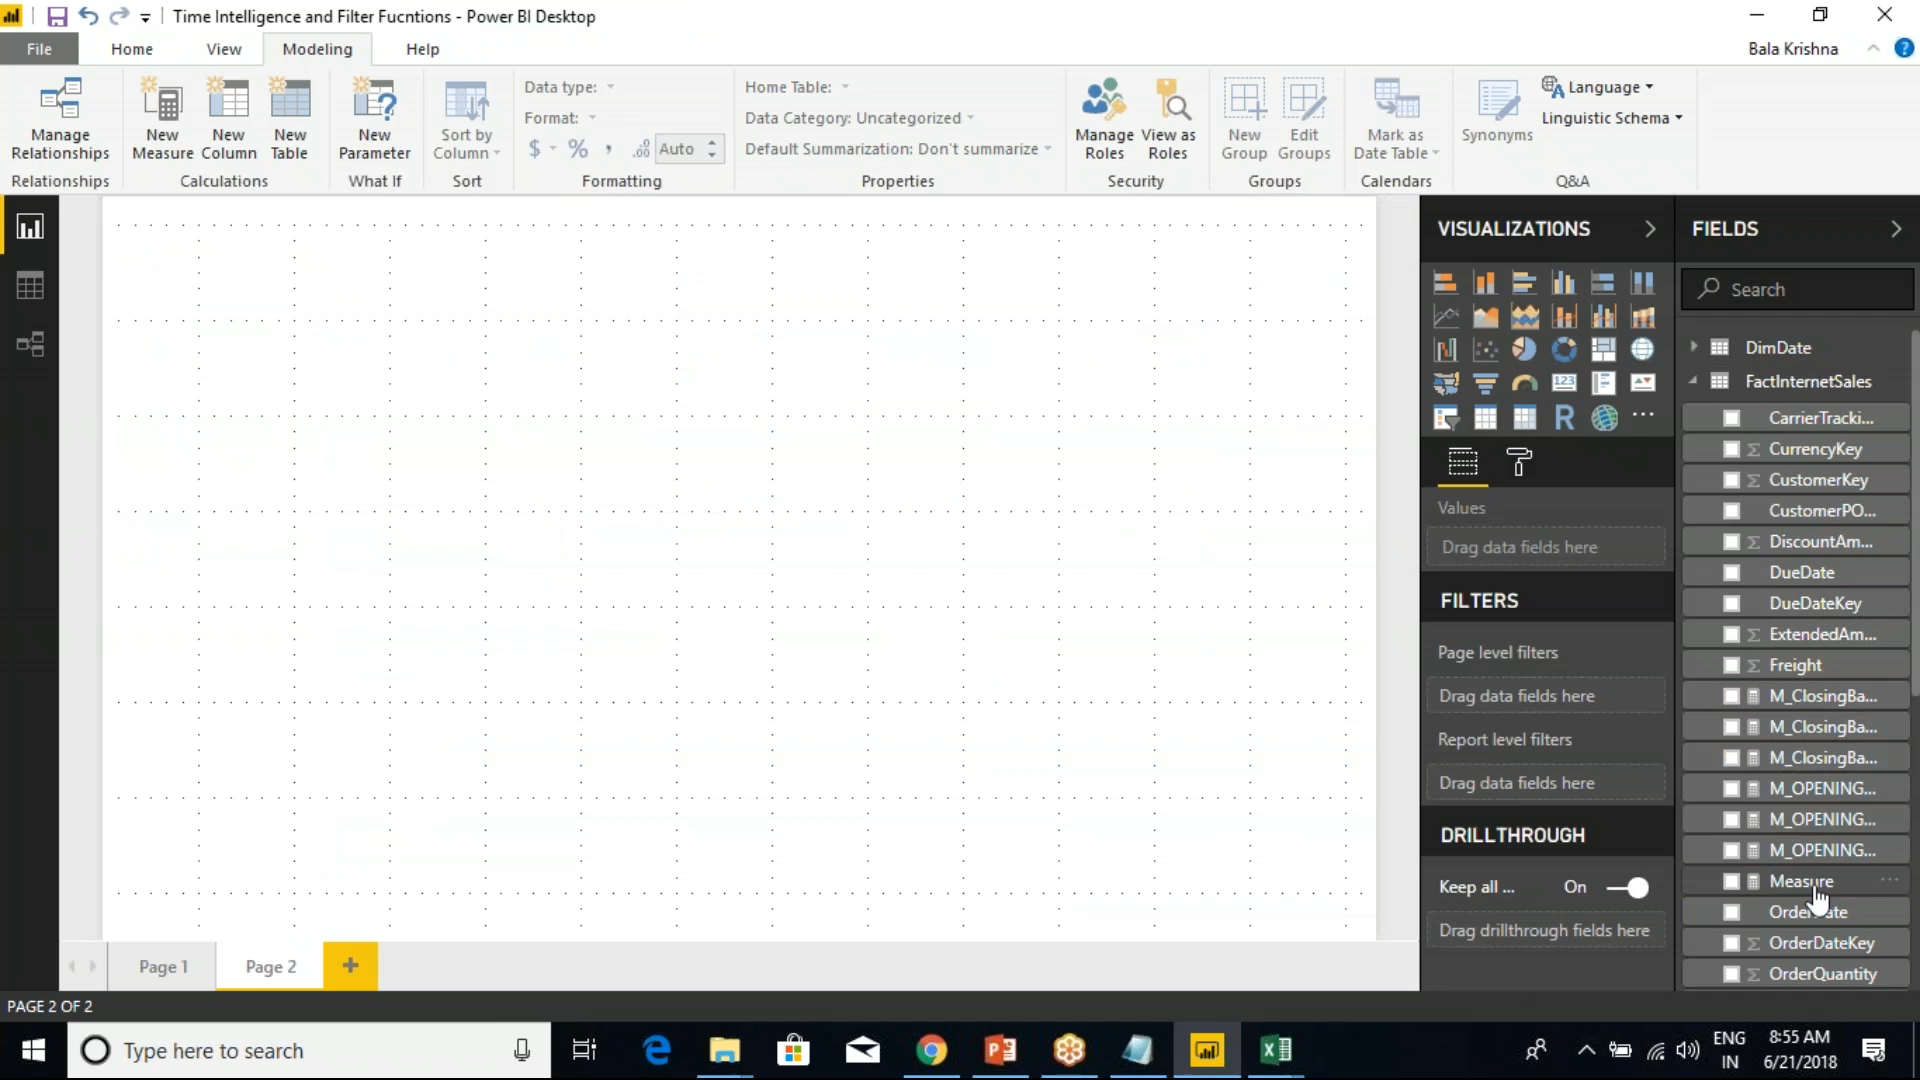 Time Intelligence and Filter Fucntions - Power BI Desktop
File
Home
View
Modeling
Help
Bala Krishna
?
Manage Relationships
New Measure
New Column
New Table
New Parameter
Sort by Column
Data type:
Format:
$ % , .00 Auto
Home Table:
Data Category: Uncategorized
Default Summarization: Don't summarize
Manage Roles
View as Roles
New Group
Edit Groups
Mark as Date Table
Synonyms
Language
Linguistic Schema
Relationships
Calculations
What If
Sort
Formatting
Properties
Security
Groups
Calendars
Q&A
VISUALIZATIONS
123
R
Values
Drag data fields here
FILTERS
Page level filters
Drag data fields here
Report level filters
Drag data fields here
DRILLTHROUGH
Keep all ... On
Drag drillthrough fields here
FIELDS
Search
DimDate
FactInternetSales
CarrierTracki...
Σ CurrencyKey
Σ CustomerKey
CustomerPO...
Σ DiscountAm...
DueDate
DueDateKey
Σ ExtendedAm...
Σ Freight
M_ClosingBa...
M_ClosingBa...
M_ClosingBa...
M_OPENING...
M_OPENING...
M_OPENING...
Measure
Σ OrderDateKey
Σ OrderQuantity
Page 1
Page 2
+
PAGE 2 OF 2
Type here to search
ENG
IN
8:55 AM
6/21/2018